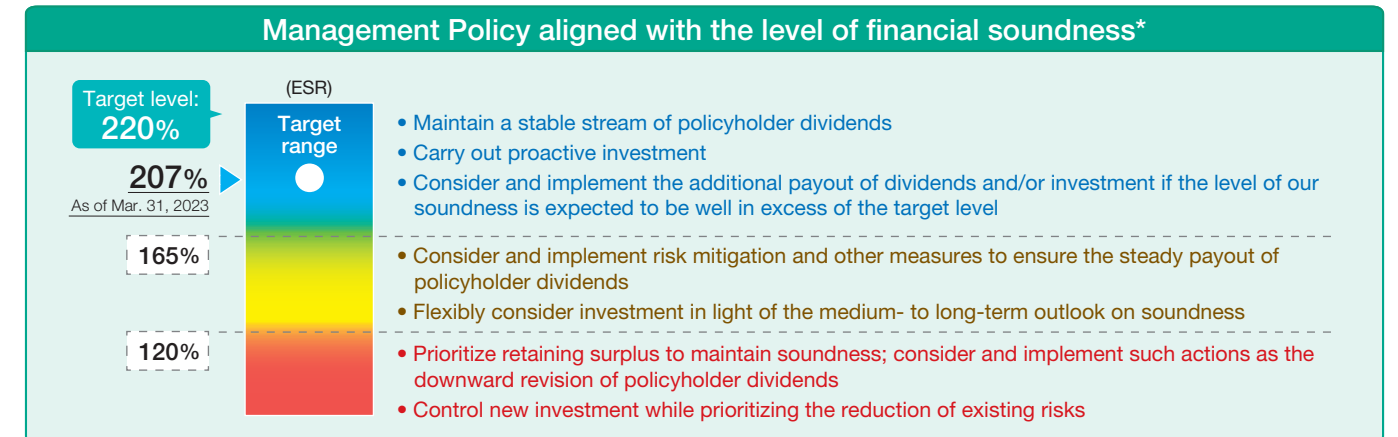 Management Policy aligned with the level of financial soundness*
(ESR)
Target level:
220%
Target
range
207%
As of Mar. 31, 2023
• Maintain a stable stream of policyholder dividends
• Carry out proactive investment
• Consider and implement the additional payout of dividends and/or investment if the level of our
soundness is expected to be well in excess of the target level
165%
• Consider and implement risk mitigation and other measures to ensure the steady payout of
policyholder dividends
• Flexibly consider investment in light of the medium- to long-term outlook on soundness
120%
• Prioritize retaining surplus to maintain soundness; consider and implement such actions as the
downward revision of policyholder dividends
• Control new investment while prioritizing the reduction of existing risks